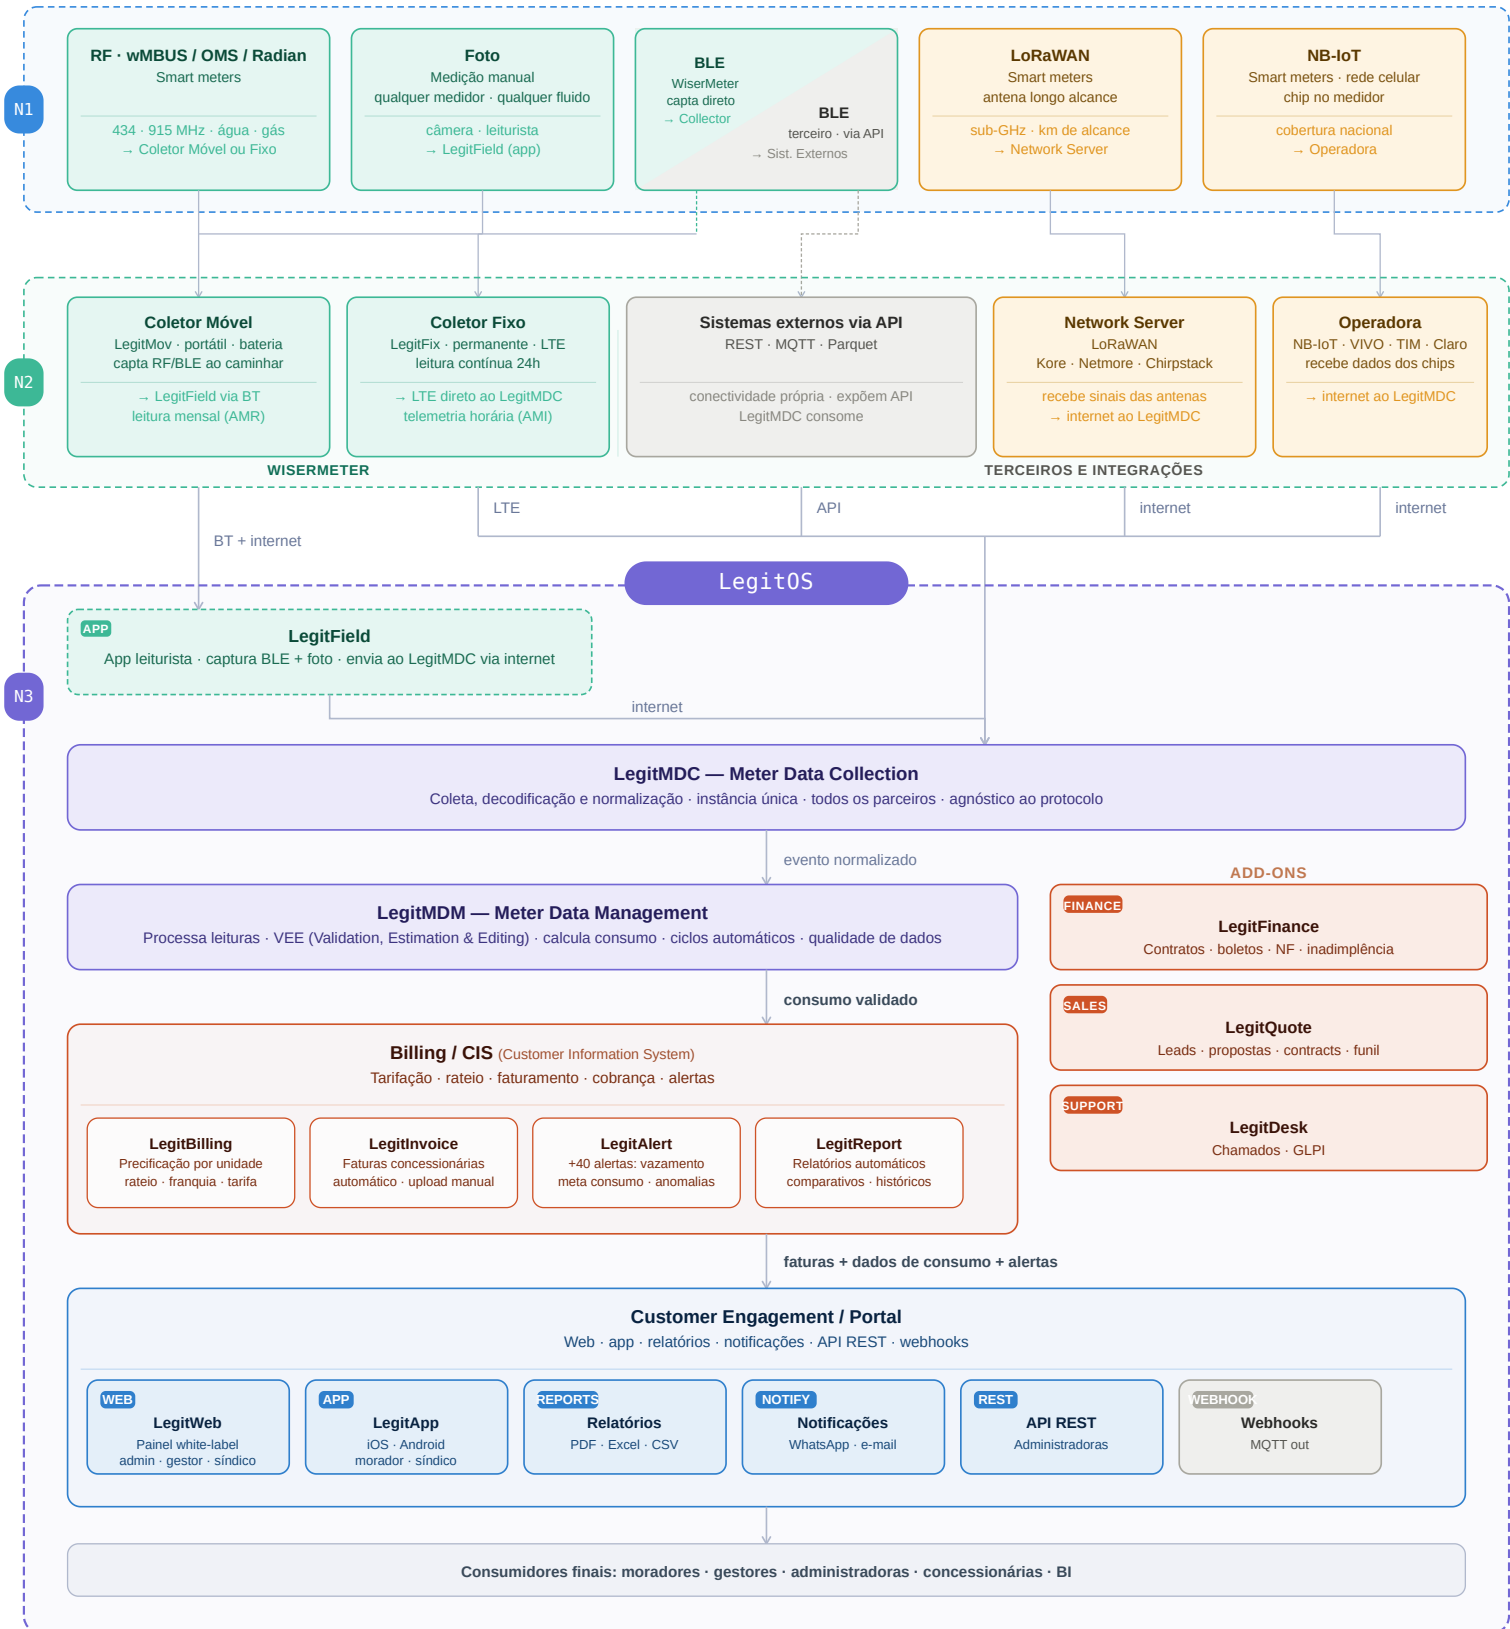 N1
RF · wMBUS / OMS / Radian
Smart meters
434 · 915 MHz · água · gás
→ Coletor Móvel ou Fixo
Foto
Medição manual
qualquer medidor · qualquer fluido
câmera · leiturista
→ LegitField (app)
BLE
WiserMeter
capta direto
→ Collector
BLE
terceiro · via API
→ Sist. Externos
LoRaWAN
Smart meters
antena longo alcance
sub-GHz · km de alcance
→ Network Server
NB-IoT
Smart meters · rede celular
chip no medidor
cobertura nacional
→ Operadora
N2
Coletor Móvel
LegitMov · portátil · bateria
capta RF/BLE ao caminhar
→ LegitField via BT
leitura mensal (AMR)
Coletor Fixo
LegitFix · permanente · LTE
leitura contínua 24h
→ LTE direto ao LegitMDC
telemetria horária (AMI)
Sistemas externos via API
REST · MQTT · Parquet
conectividade própria · expõem API
LegitMDC consome
Network Server
LoRaWAN
Kore · Netmore · Chirpstack
recebe sinais das antenas
→ internet ao LegitMDC
Operadora
NB-IoT · VIVO · TIM · Claro
recebe dados dos chips
→ internet ao LegitMDC
WISERMETER
TERCEIROS E INTEGRAÇÕES
BT + internet
LTE
API
internet
internet
LegitOS
N3
APP
LegitField
App leiturista · captura BLE + foto · envia ao LegitMDC via internet
internet
LegitMDC — Meter Data Collection
Coleta, decodificação e normalização · instância única · todos os parceiros · agnóstico ao protocolo
evento normalizado
LegitMDM — Meter Data Management
Processa leituras · VEE (Validation, Estimation & Editing) · calcula consumo · ciclos automáticos · qualidade de dados
ADD-ONS
FINANCE
LegitFinance
Contratos · boletos · NF · inadimplência
SALES
LegitQuote
Leads · propostas · contracts · funil
SUPPORT
LegitDesk
Chamados · GLPI
consumo validado
Billing / CIS (Customer Information System)
Tarifação · rateio · faturamento · cobrança · alertas
LegitBilling
Precificação por unidade
rateio · franquia · tarifa
LegitInvoice
Faturas concessionárias
automático · upload manual
LegitAlert
+40 alertas: vazamento
meta consumo · anomalias
LegitReport
Relatórios automáticos
comparativos · históricos
faturas + dados de consumo + alertas
Customer Engagement / Portal
Web · app · relatórios · notificações · API REST · webhooks
WEB
LegitWeb
Painel white-label
admin · gestor · síndico
APP
LegitApp
iOS · Android
morador · síndico
REPORTS
Relatórios
PDF · Excel · CSV
NOTIFY
Notificações
WhatsApp · e-mail
REST
API REST
Administradoras
WEBHOOK
Webhooks
MQTT out
Consumidores finais: moradores · gestores · administradoras · concessionárias · BI